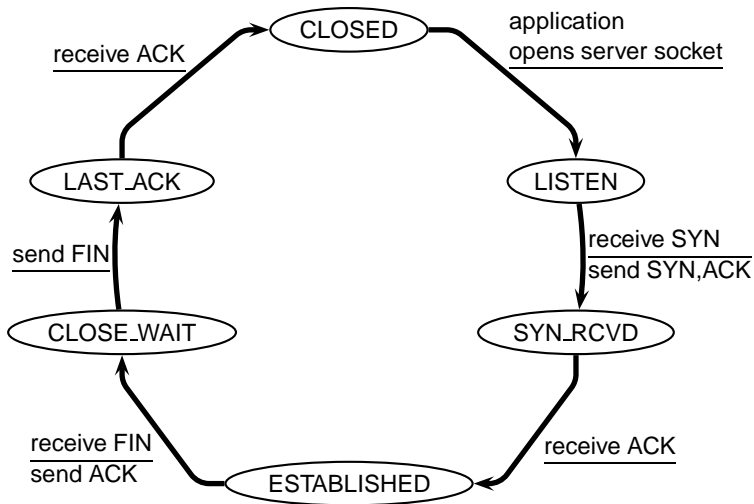 CLOSED
application
opens server socket
receive ACK
LAST_ACK
LISTEN
send FIN
receive SYN
send SYN,ACK
CLOSE_WAIT
SYN_RCVD
receive FIN
send ACK
receive ACK
ESTABLISHED